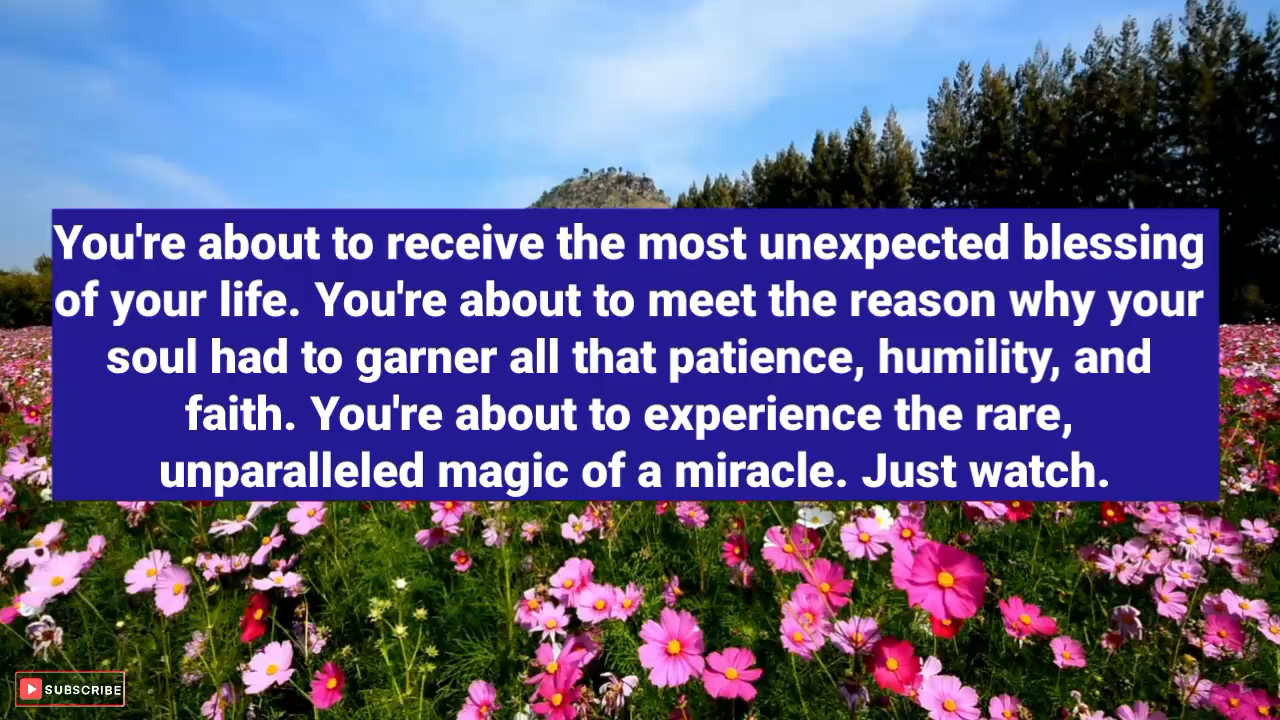 You're about to receive the most unexpected blessing
of your life. You're about to meet the reason why your
soul had to garner all that patience, humility, and
faith. You're about to experience the rare,
unparalleled magic of a miracle. Just watch.
SUBSCRIBE